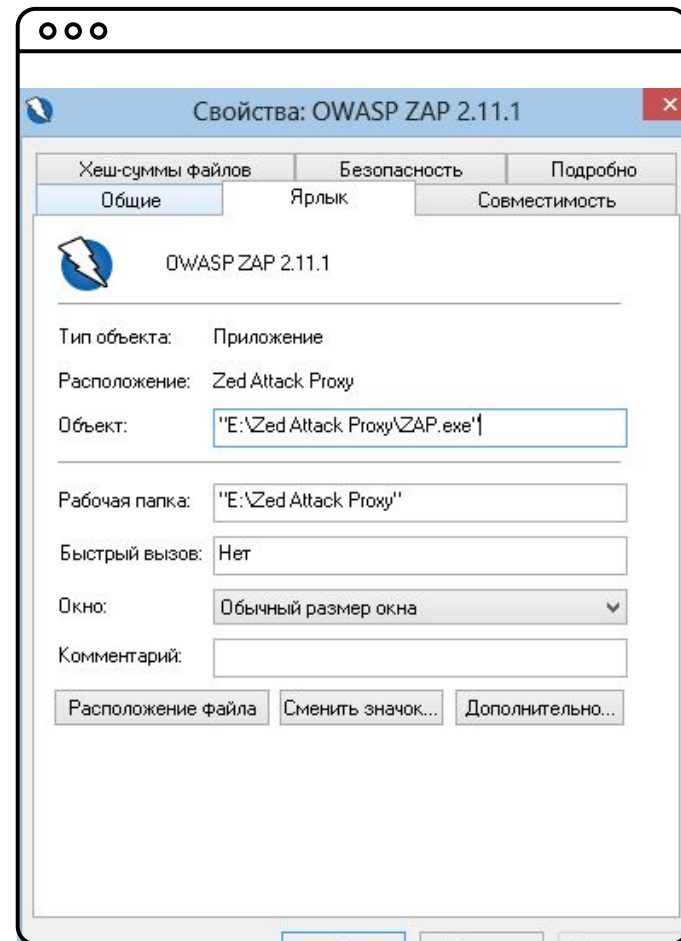 Свойства: OWASP ZAP 2.11.1
Хеш-суммы файлов Безопасность Подробно
Общие Ярлык Совместимость
OWASP ZAP 2.11.1
Тип объекта: Приложение
Расположение: Zed Attack Proxy
Объект: "E:\Zed Attack Proxy\ZAP.exe"
Рабочая папка: "E:\Zed Attack Proxy"
Быстрый вызов: Нет
Окно: Обычный размер окна
Комментарий:
Расположение файла Сменить значок... Дополнительно...